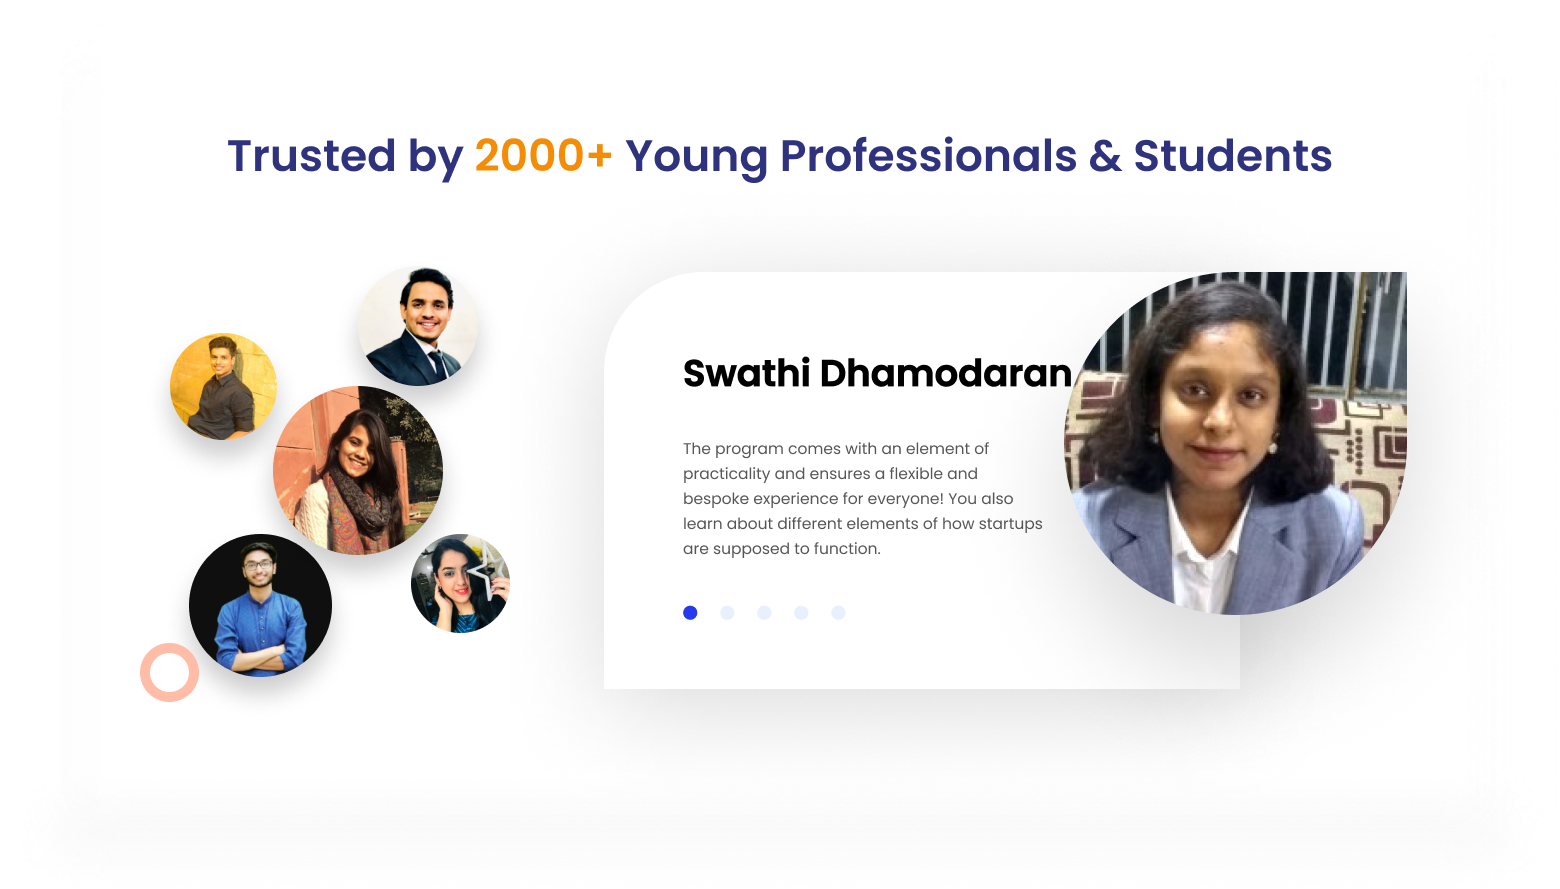 Trusted by 2000+ Young Professionals & Students
Swathi Dhamodaran
The program comes with an element of
practicality and ensures a flexible and
bespoke experience for everyone! You also
learn about different elements of how startups
are supposed to function.